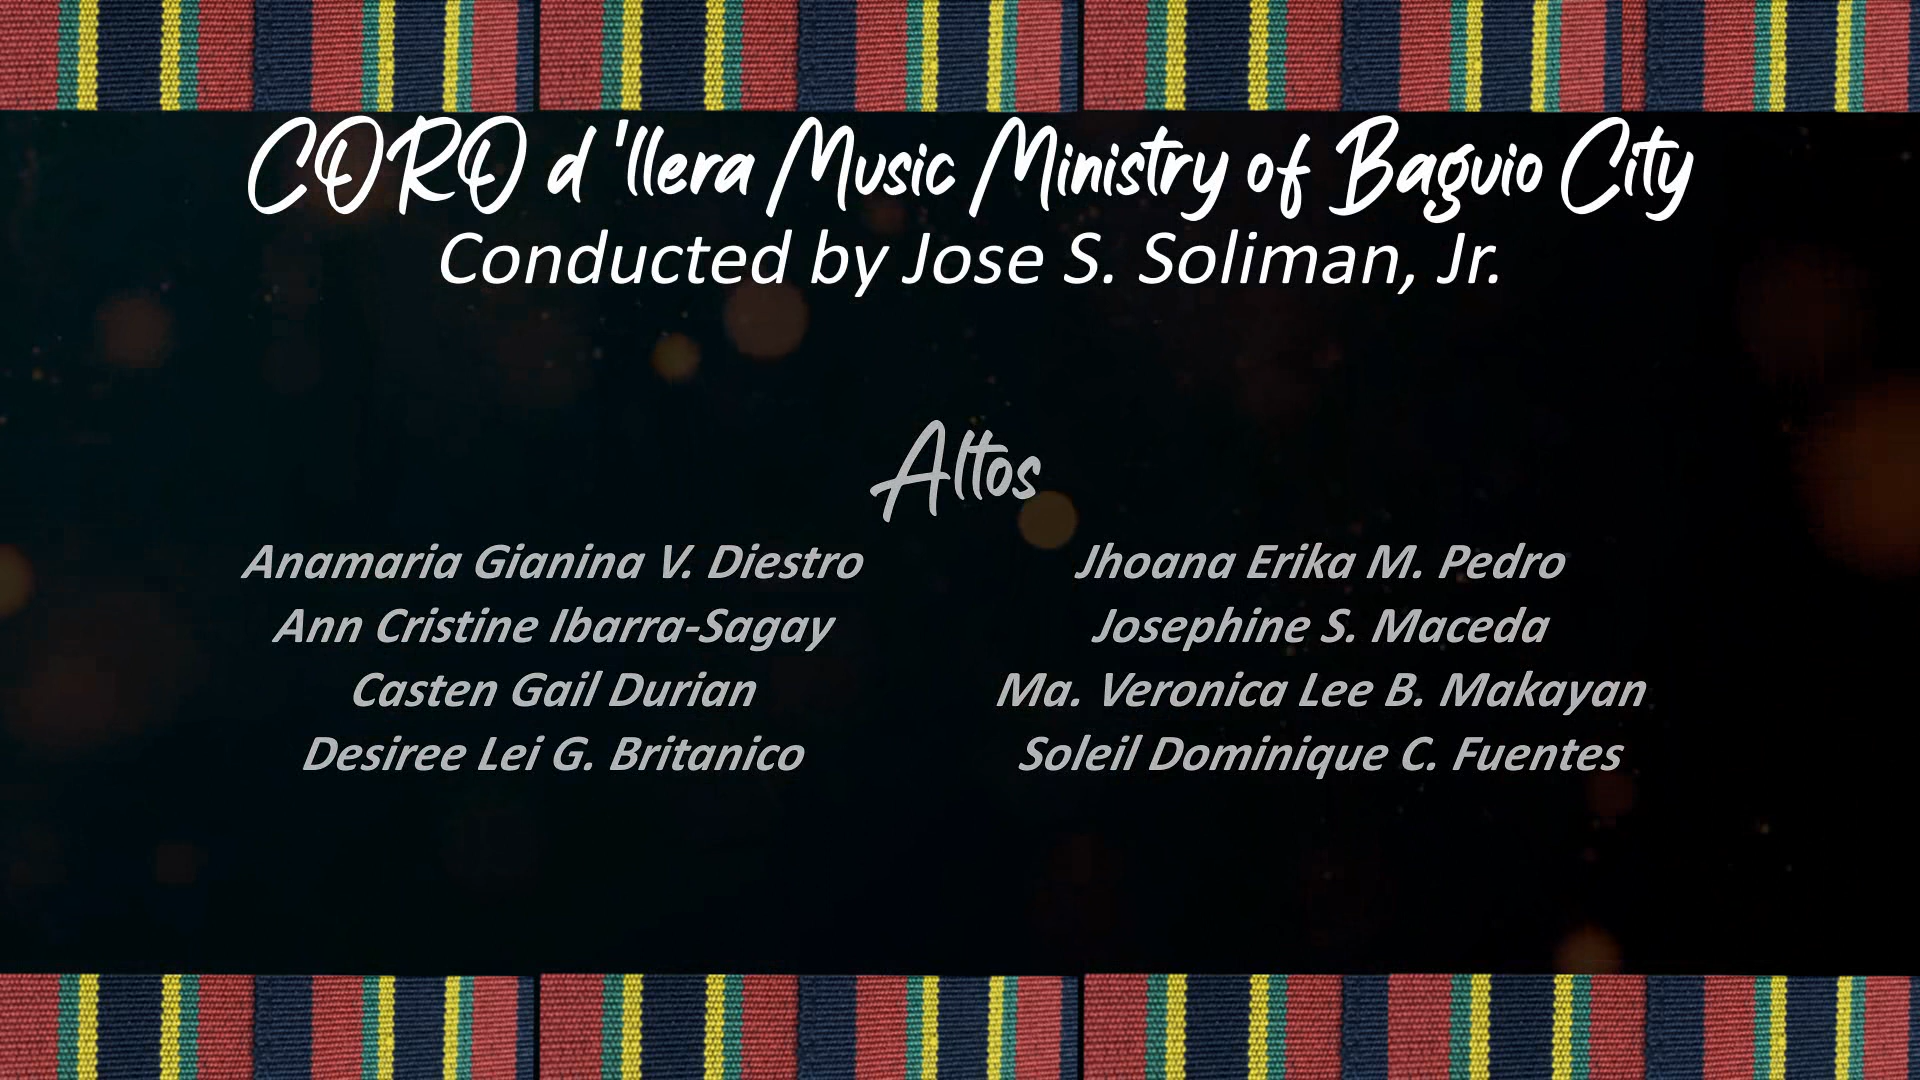 CORO d 'llera Music Ministry of Baguio City
Conducted by Jose S. Soliman, Jr.
Altos
Anamaria Gianina V. Diestro
Ann Cristine Ibarra-Sagay
Casten Gail Durian
Desiree Lei G. Britanico
Jhoana Erika M. Pedro
Josephine S. Maceda
Ma. Veronica Lee B. Makayan
Soleil Dominique C. Fuentes